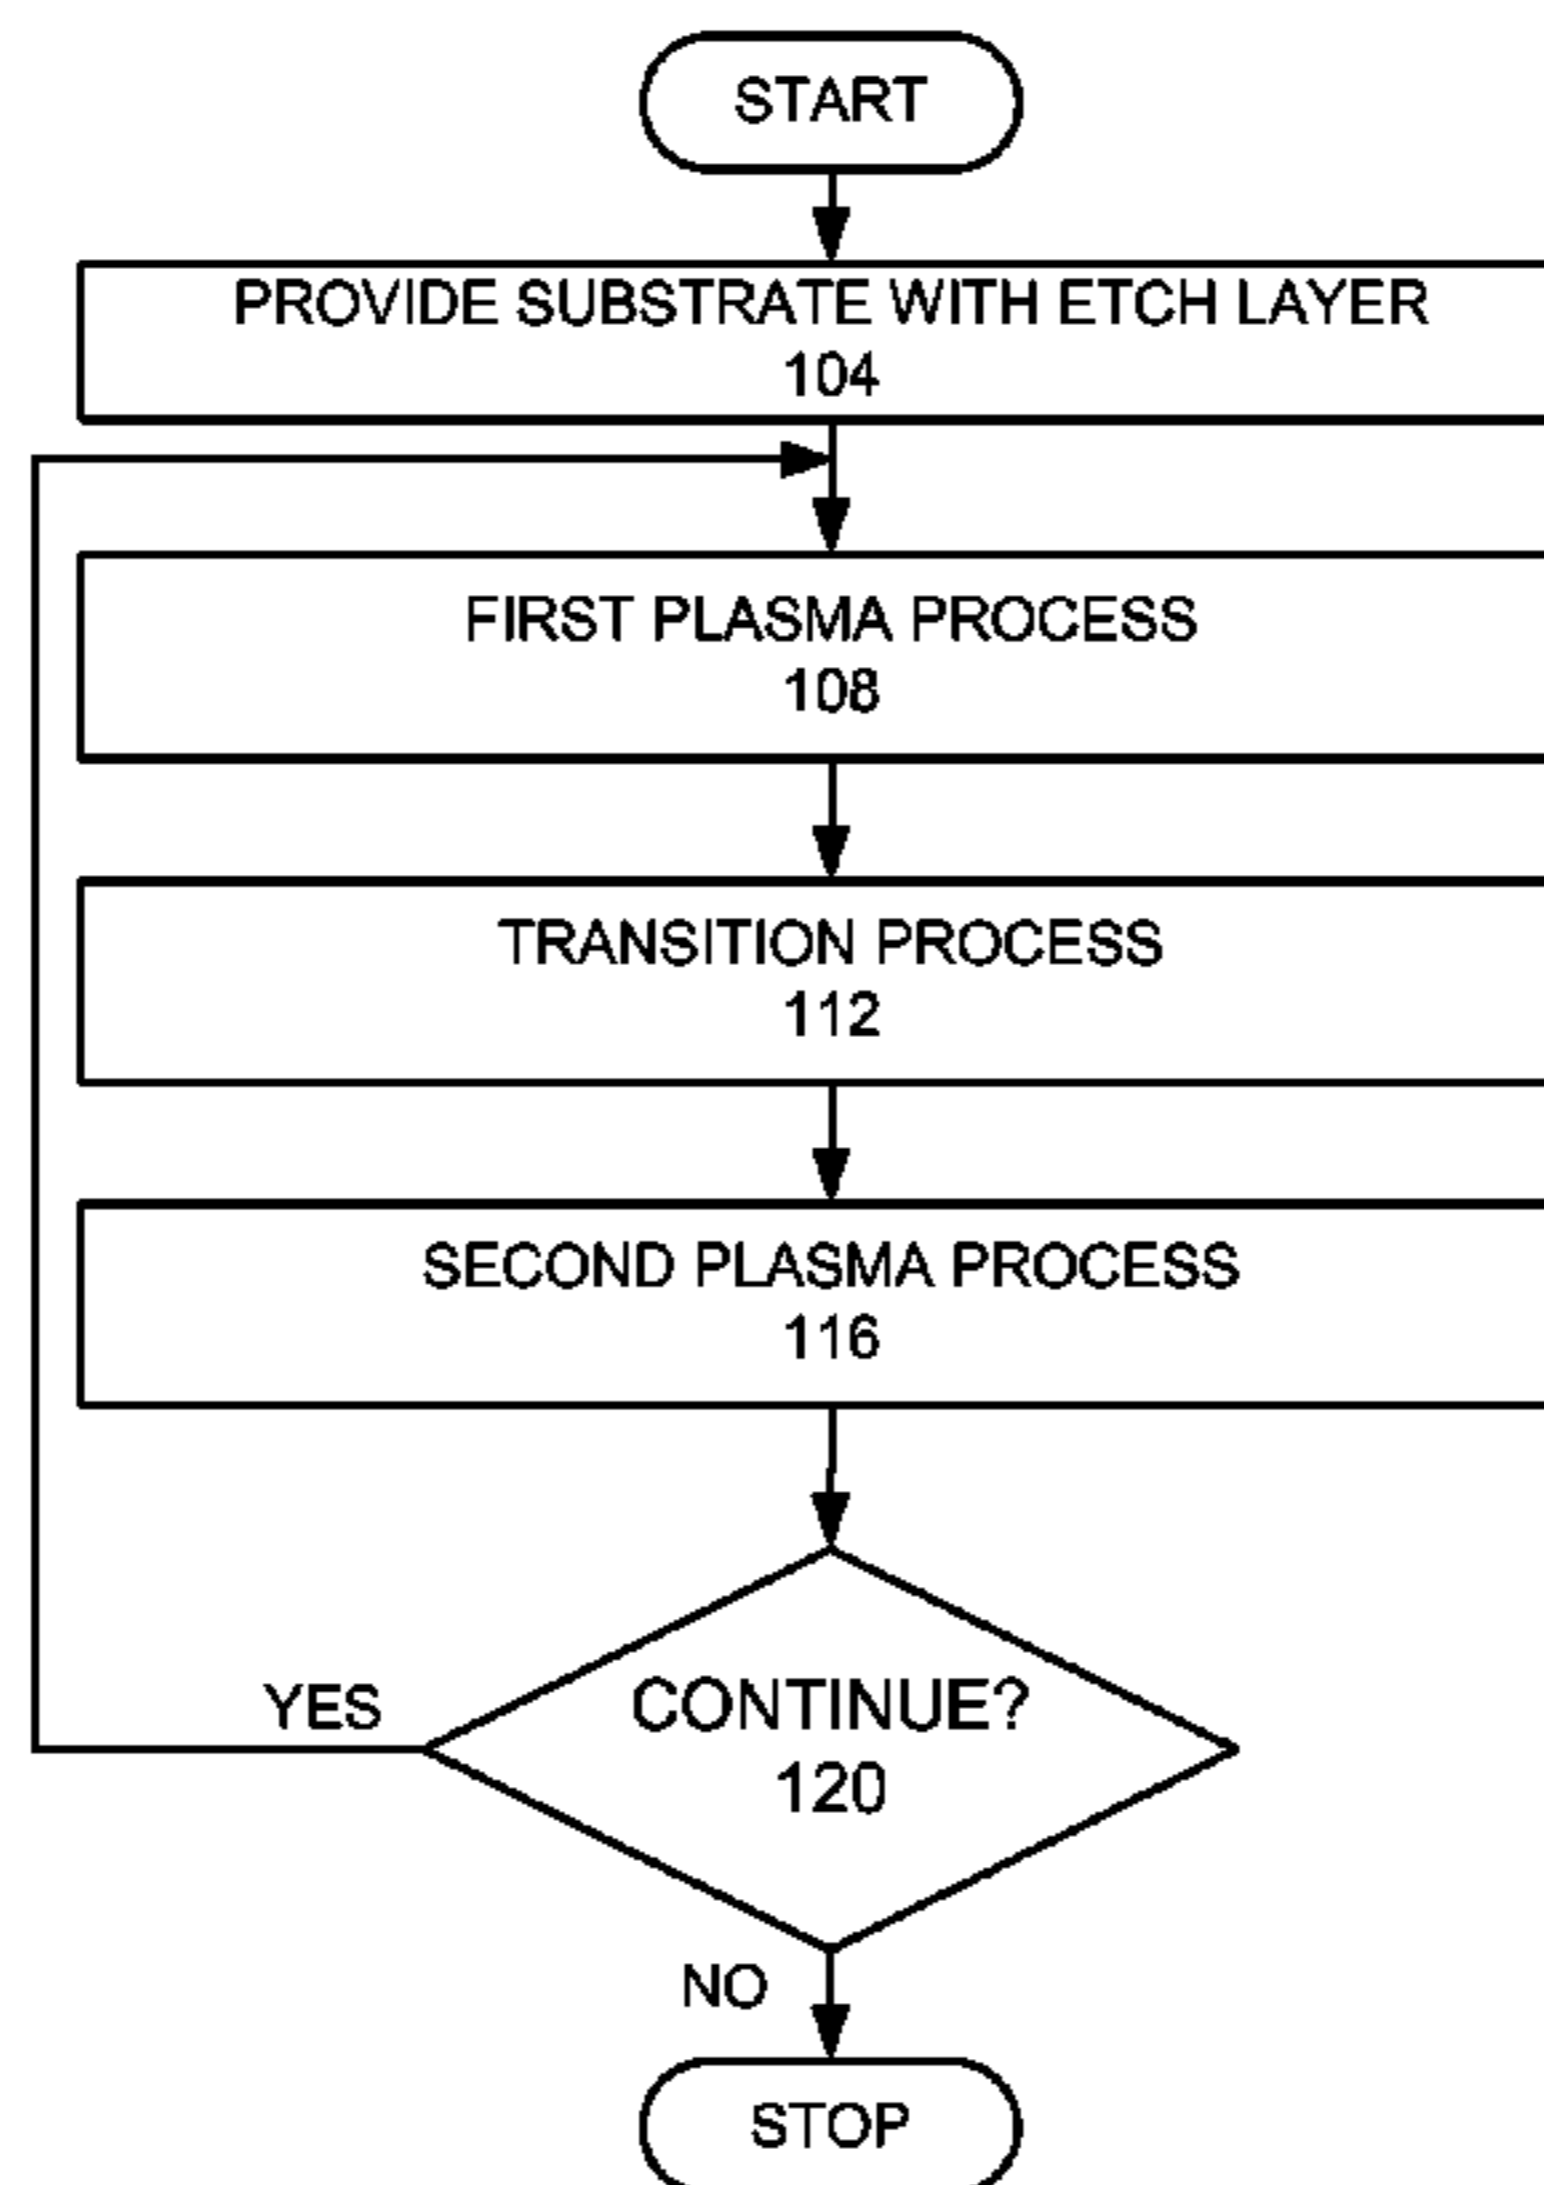 START
PROVIDE SUBSTRATE WITH ETCH LAYER
104
FIRST PLASMA PROCESS
108
TRANSITION PROCESS
112
SECOND PLASMA PROCESS
116
YES
CONTINUE?
120
NO
STOP